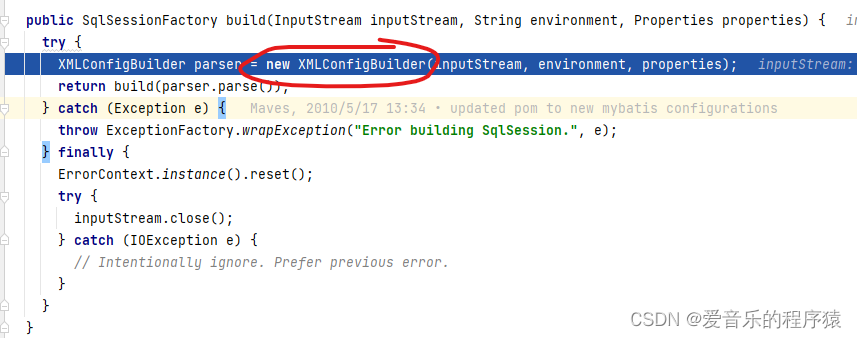 public SqlSessionFactory build(InputStream inputStream, String environment, Properties properties) {
try {
XMLConfigBuilder parser = new XMLConfigBuilder(inputStream, environment, properties); inputStream:
return build(parser.parse());
} catch (Exception e) { Maves, 2010/5/17 13:34 • updated pom to new mybatis configurations
throw ExceptionFactory.wrapException("Error building SqlSession.", e);
} finally {
ErrorContext.instance().reset();
try {
inputStream.close();
} catch (IOException e) {
// Intentionally ignore. Prefer previous error.
}
}
}
CSDN @爱音乐的程序猿